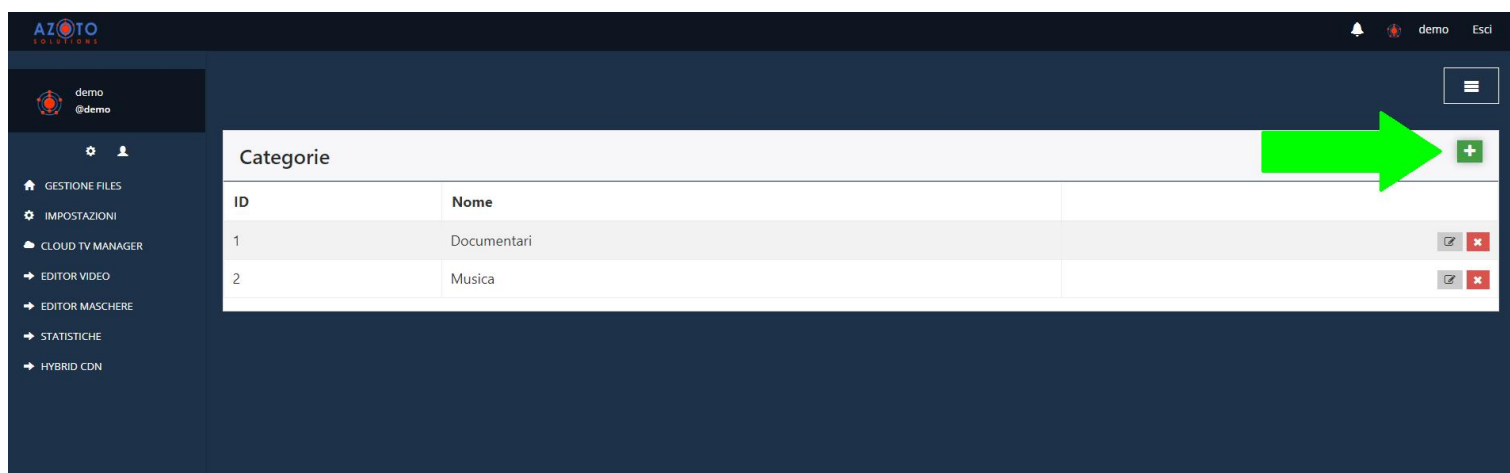 AZOTO
SOLUTIONS
demo Esci
demo
@demo
GESTIONE FILES
IMPOSTAZIONI
CLOUD TV MANAGER
EDITOR VIDEO
EDITOR MASCHERE
STATISTICHE
HYBRID CDN
Categorie
ID Nome
1 Documentari
2 Musica